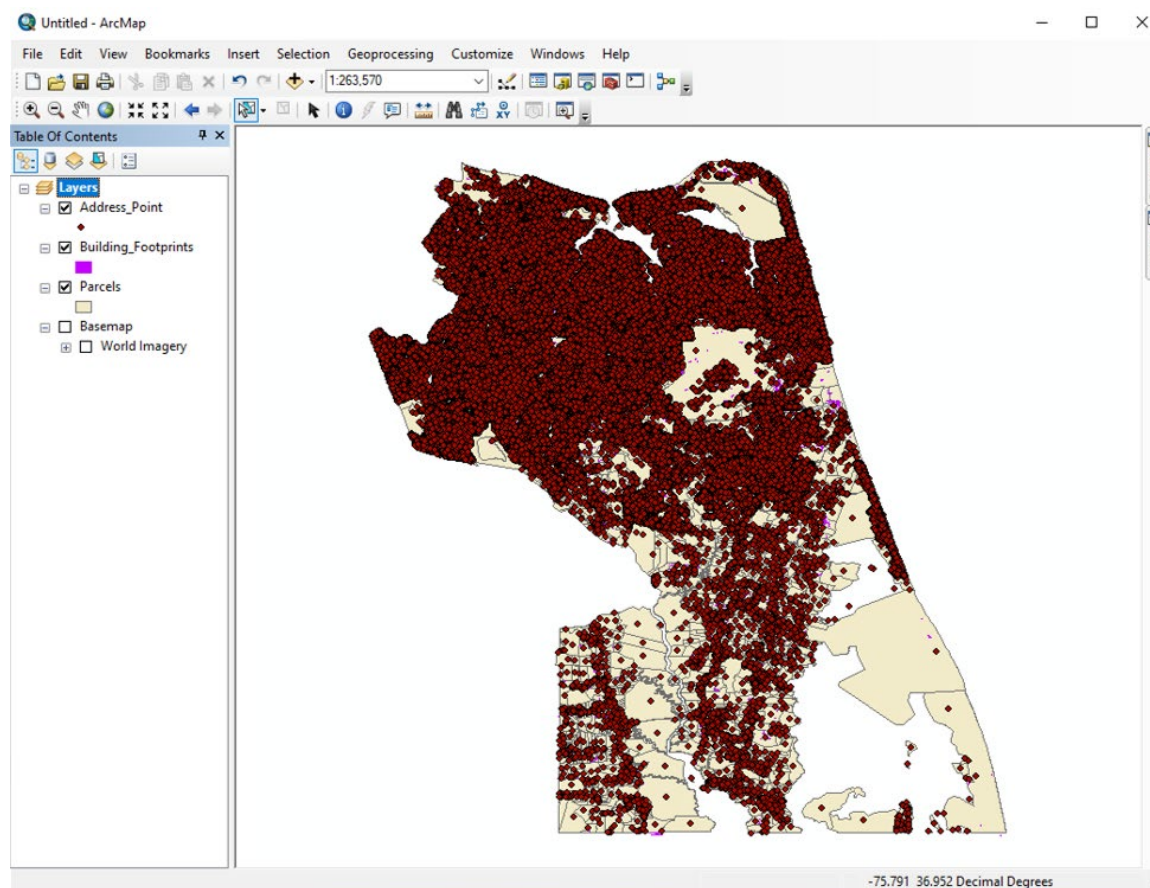 Untitled - ArcMap
File Edit View Bookmarks Insert Selection Geoprocessing Customize Windows Help
1:263,570
XY
Table Of Contents
Layers
Address_Point
Building_Footprints
Parcels
Basemap
World Imagery
-75.791 36.952 Decimal Degrees